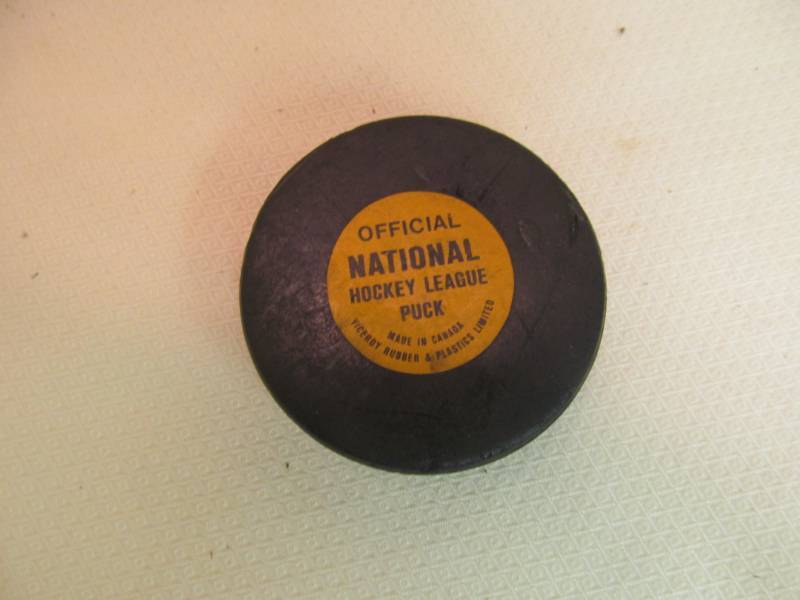 OFFICIAL
NATIONAL
HOCKEY LEAGUE
PUCK
MADE IN CANADA
VICEROY RUBBER & PLASTICS LIMITED